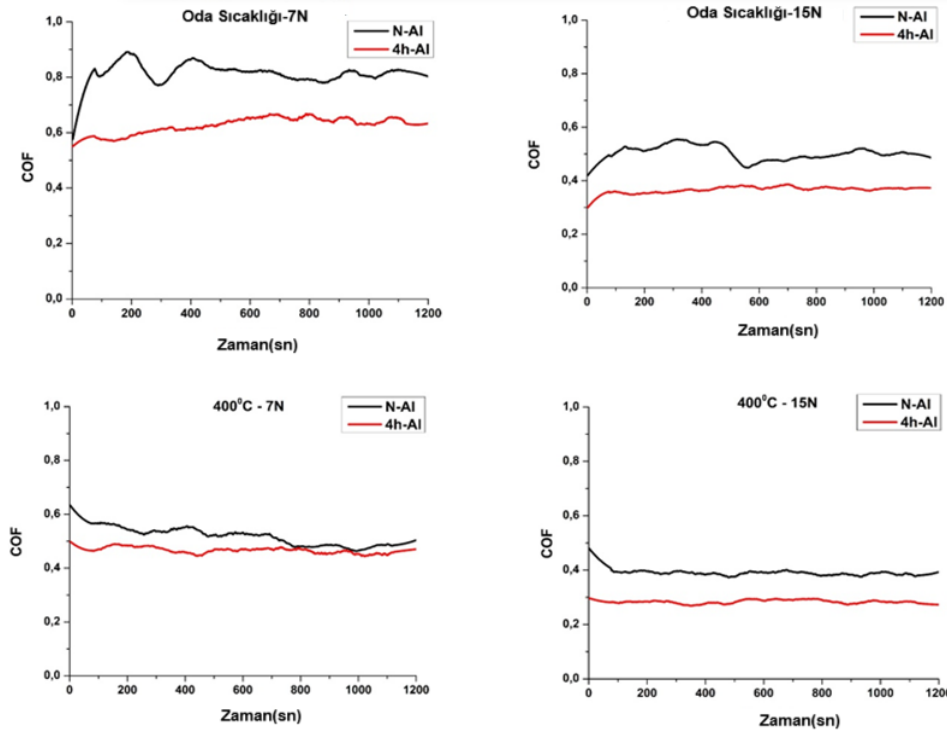 Oda Sıcaklığı-7N
N-Al
4h-Al
1,0
0,8
0,6
0,4
0,2
0,0
COF
0 200 400 600 800 1000 1200
Zaman(sn)
Oda Sıcaklığı-15N
N-Al
4h-Al
1,0
0,8
0,6
0,4
0,2
0,0
COF
0 200 400 600 800 1000 1200
Zaman(sn)
400⁰C - 7N
N-Al
4h-Al
1,0
0,8
0,6
0,4
0,2
0,0
COF
0 200 400 600 800 1000 1200
Zaman(sn)
400⁰C - 15N
N-Al
4h-Al
1,0
0,8
0,6
0,4
0,2
0,0
COF
0 200 400 600 800 1000 1200
Zaman(sn)